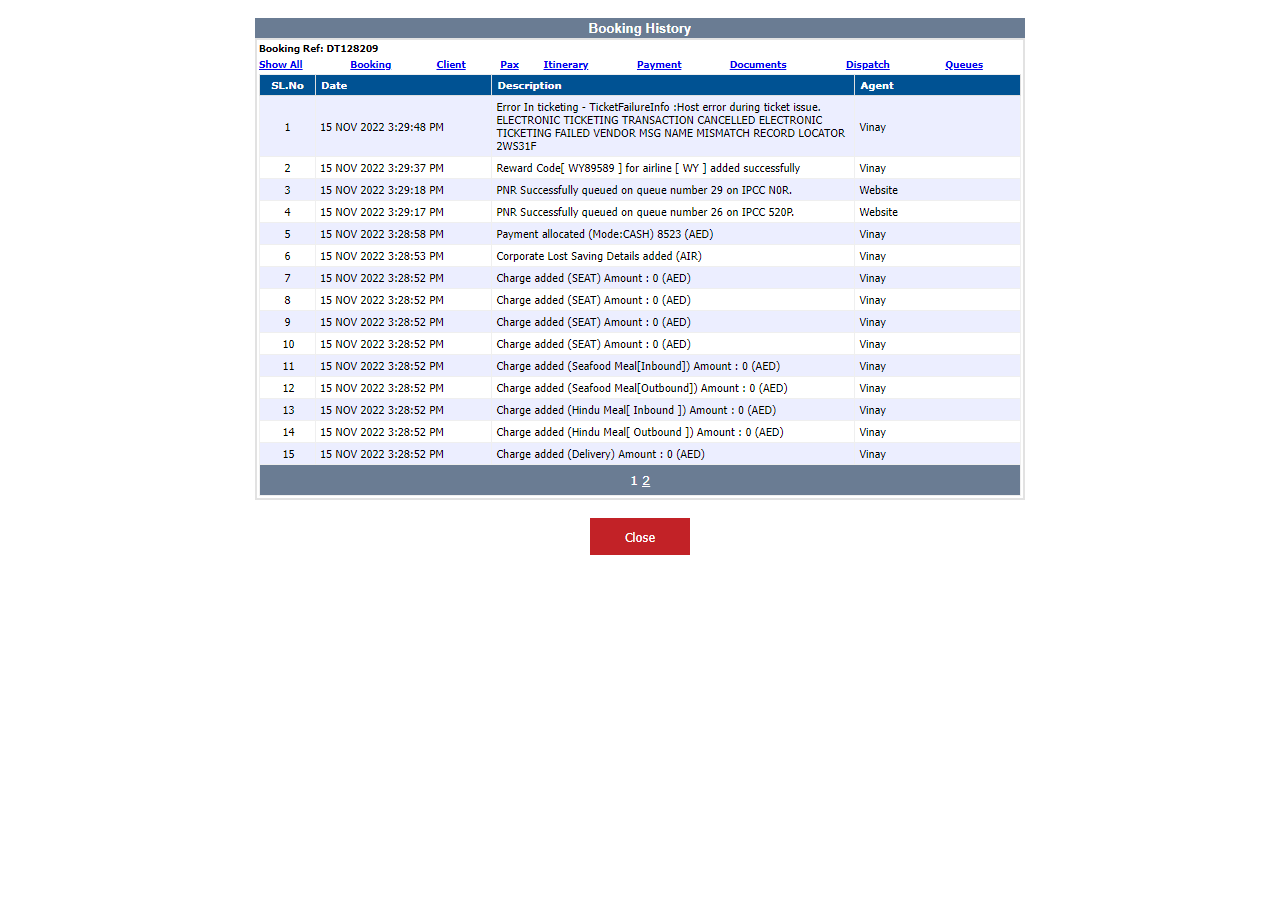 Booking History
Booking Ref: DT128209
Show All Booking Client Pax Itinerary Payment Documents Dispatch Queues
SL.No Date Description Agent
1 15 NOV 2022 3:29:48 PM Error In ticketing - TicketFailureInfo :Host error during ticket issue.
ELECTRONIC TICKETING TRANSACTION CANCELLED ELECTRONIC
TICKETING FAILED VENDOR MSG NAME MISMATCH RECORD LOCATOR
2WS31F Vinay
2 15 NOV 2022 3:29:37 PM Reward Code[ WY89589 ] for airline [ WY ] added successfully Vinay
3 15 NOV 2022 3:29:18 PM PNR Successfully queued on queue number 29 on IPCC N0R. Website
4 15 NOV 2022 3:29:17 PM PNR Successfully queued on queue number 26 on IPCC 520P. Website
5 15 NOV 2022 3:28:58 PM Payment allocated (Mode:CASH) 8523 (AED) Vinay
6 15 NOV 2022 3:28:53 PM Corporate Lost Saving Details added (AIR) Vinay
7 15 NOV 2022 3:28:52 PM Charge added (SEAT) Amount : 0 (AED) Vinay
8 15 NOV 2022 3:28:52 PM Charge added (SEAT) Amount : 0 (AED) Vinay
9 15 NOV 2022 3:28:52 PM Charge added (SEAT) Amount : 0 (AED) Vinay
10 15 NOV 2022 3:28:52 PM Charge added (SEAT) Amount : 0 (AED) Vinay
11 15 NOV 2022 3:28:52 PM Charge added (Seafood Meal[Inbound]) Amount : 0 (AED) Vinay
12 15 NOV 2022 3:28:52 PM Charge added (Seafood Meal[Outbound]) Amount : 0 (AED) Vinay
13 15 NOV 2022 3:28:52 PM Charge added (Hindu Meal[ Inbound ]) Amount : 0 (AED) Vinay
14 15 NOV 2022 3:28:52 PM Charge added (Hindu Meal[ Outbound ]) Amount : 0 (AED) Vinay
15 15 NOV 2022 3:28:52 PM Charge added (Delivery) Amount : 0 (AED) Vinay
1 2
Close